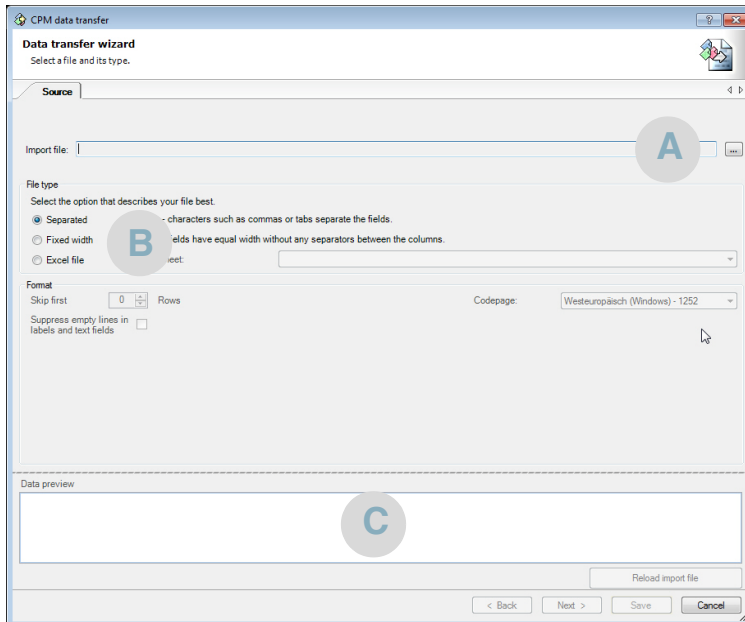 CPM data transfer
Data transfer wizard
Select a file and its type.
Source
Import file:
A
...
File type
Select the option that describes your file best.
Separated - characters such as commas or tabs separate the fields.
Fixed width ields have equal width without any separators between the columns.
B
Excel file eet:
Format
Skip first 0 Rows Codepage: Westeuropäisch (Windows) - 1252
Suppress empty lines in
labels and text fields
Data preview
C
Reload import file
< Back Next > Save Cancel